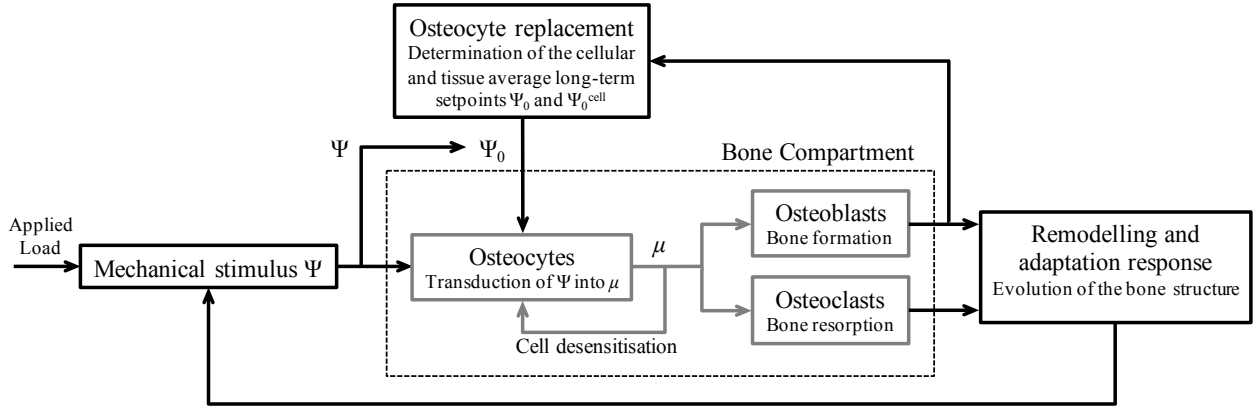 Osteocyte replacement
Determination of the cellular
and tissue average long-term
setpoints Ψ₀ and Ψ₀ᶜᵉˡˡ
Ψ
Ψ₀
Bone Compartment
Applied
Load
Mechanical stimulus Ψ
Osteocytes
Transduction of Ψ into μ
μ
Cell desensitisation
Osteoblasts
Bone formation
Osteoclasts
Bone resorption
Remodelling and
adaptation response
Evolution of the bone structure